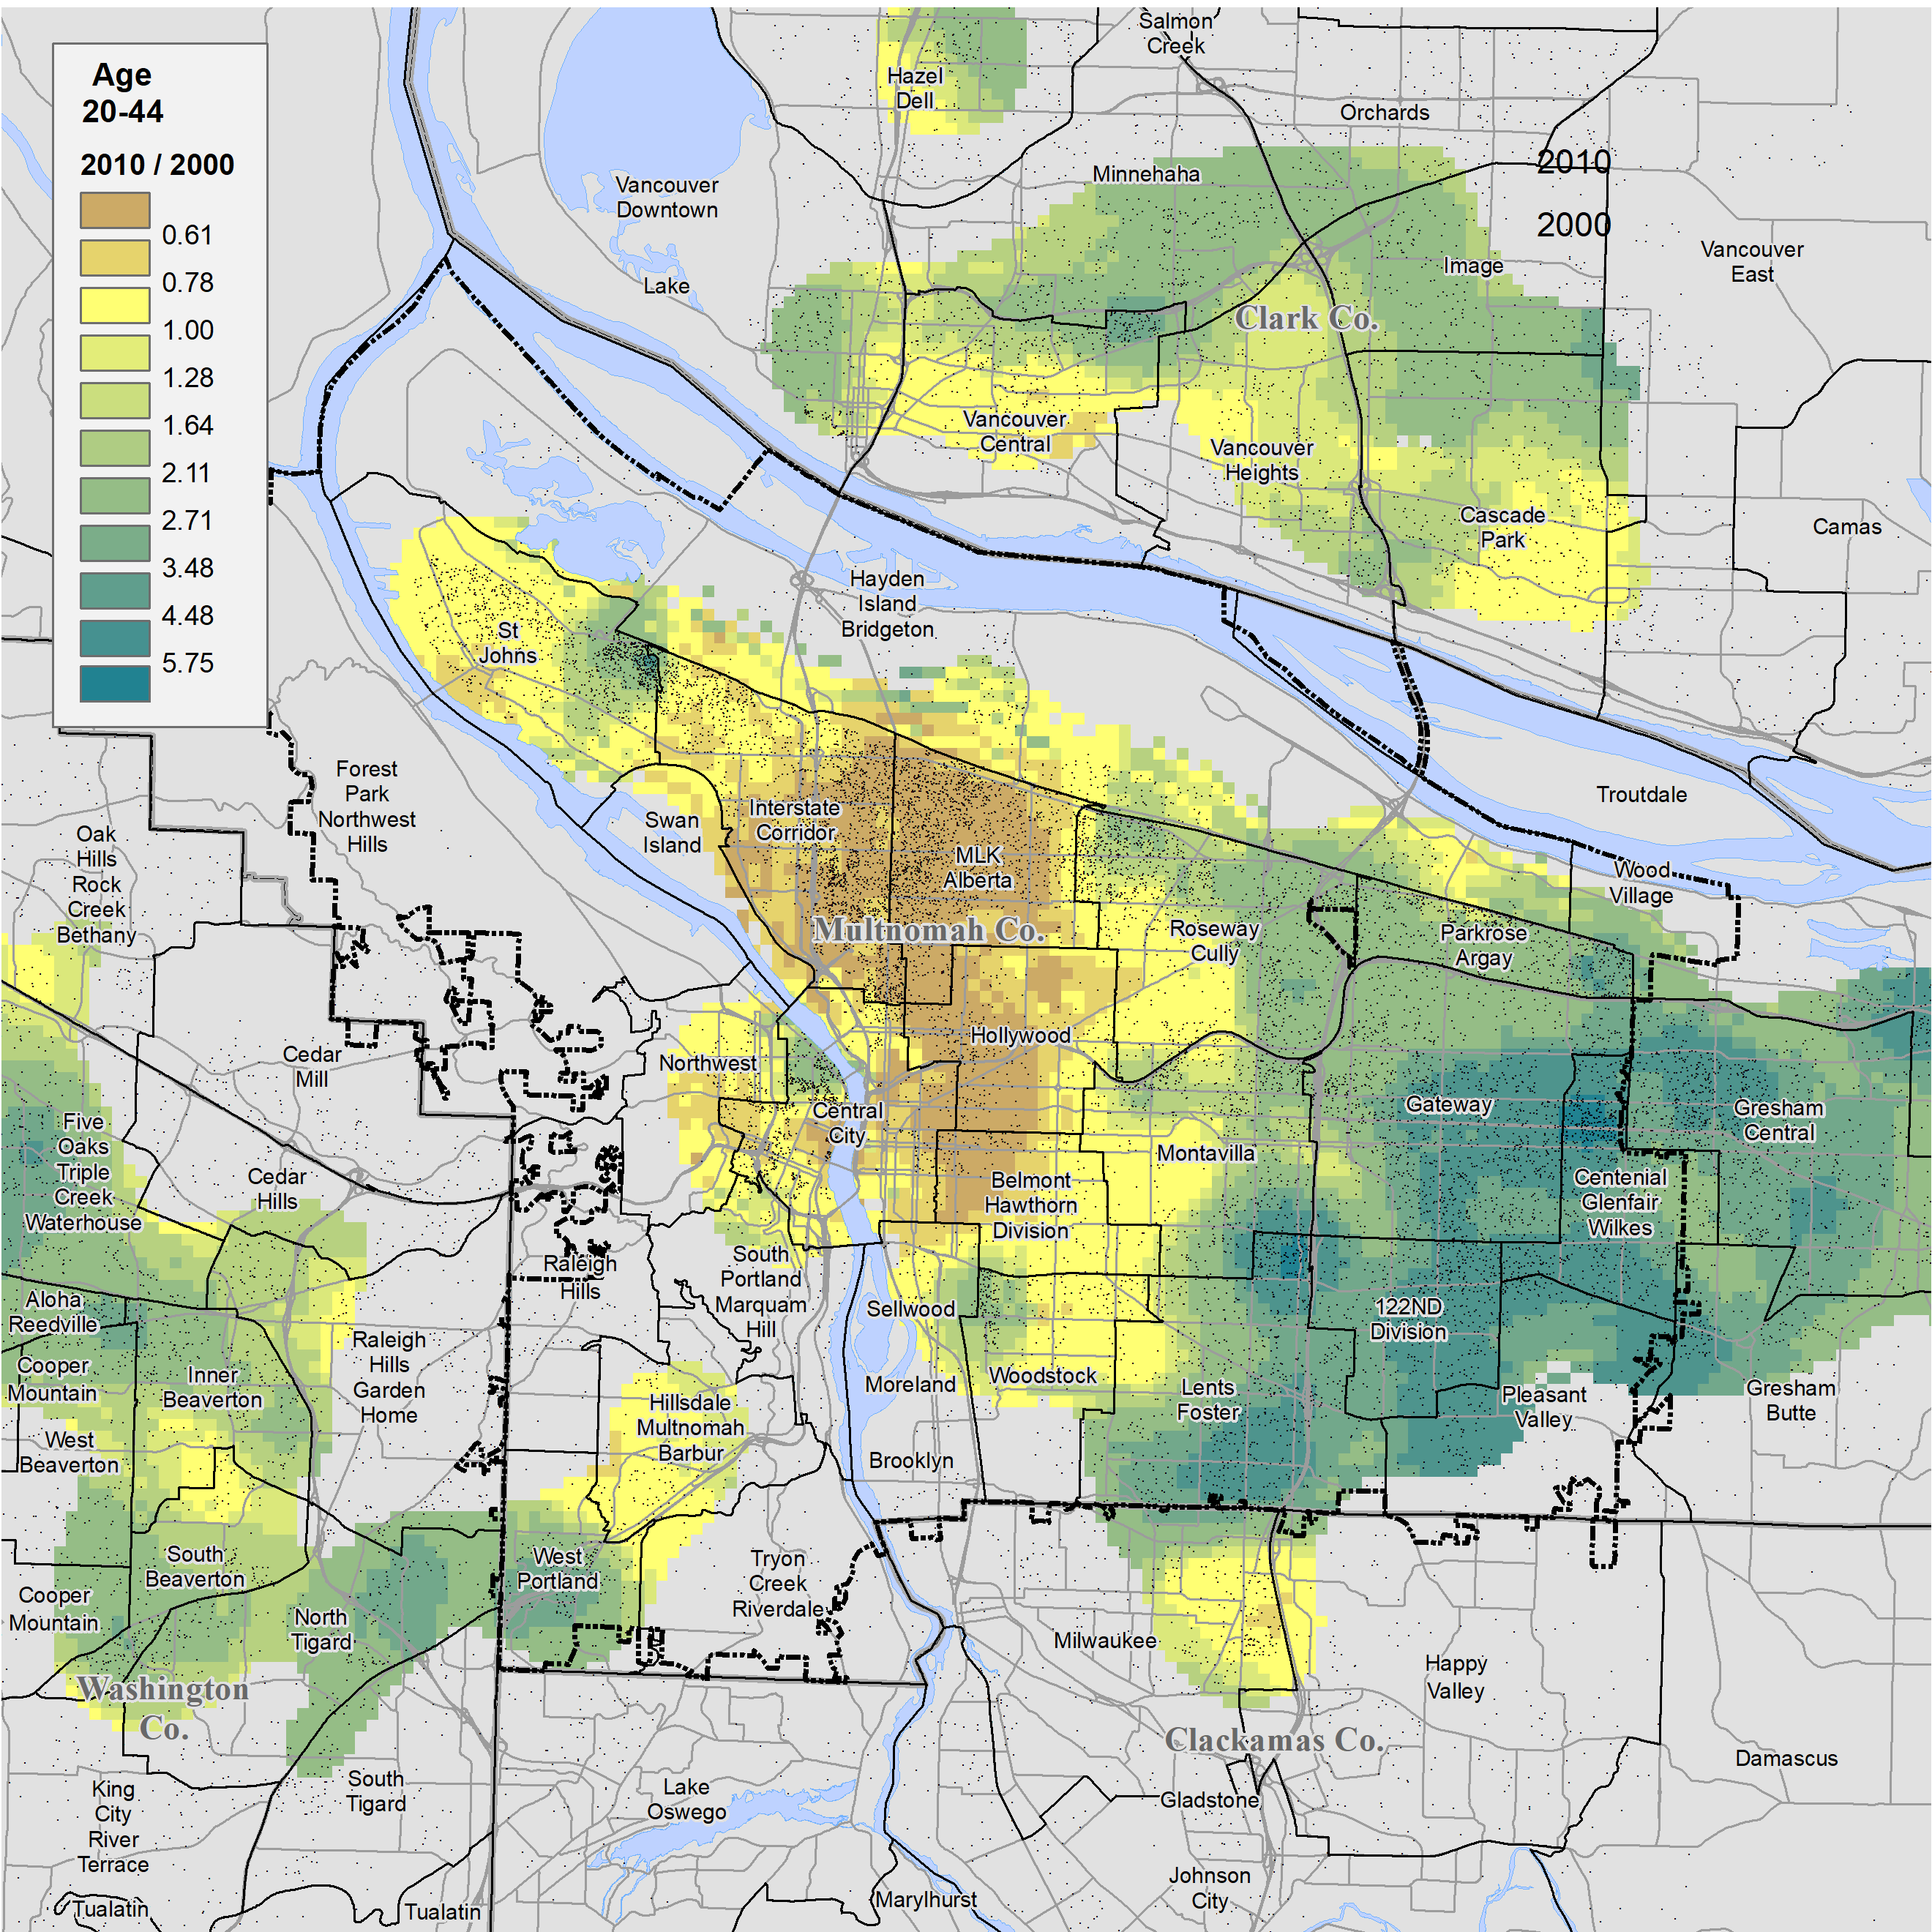 Age
20-44
2010 / 2000
0.61
0.78
1.00
1.28
1.64
2.11
2.71
3.48
4.48
5.75
Salmon
Creek
Hazel
Dell
Orchards
2010
2000
Minnehaha
Vancouver
Downtown
Lake
Image
Vancouver
East
Clark Co.
Vancouver
Central
Vancouver
Heights
Cascade
Park
Camas
Hayden
Island
Bridgeton
St
Johns
Forest
Park
Northwest
Hills
Swan
Island
Interstate
Corridor
MLK
Alberta
Troutdale
Wood
Village
Oak
Hills
Rock
Creek
Bethany
Multnomah Co.
Roseway
Cully
Parkrose
Argay
Hollywood
Northwest
Cedar
Mill
Central
City
Gateway
Gresham
Central
Five
Oaks
Triple
Creek
Waterhouse
Cedar
Hills
Montavilla
Belmont
Hawthorn
Division
Centenial
Glenfair
Wilkes
Raleigh
Hills
South
Portland
Marquam
Hill
Sellwood
Moreland
Brooklyn
122ND
Division
Aloha
Reedville
Cooper
Mountain
Inner
Beaverton
Raleigh
Hills
Garden
Home
Woodstock
Lents
Foster
Pleasant
Valley
Gresham
Butte
West
Beaverton
Hillsdale
Multnomah
Barbur
South
Beaverton
Cooper
Mountain
North
Tigard
West
Portland
Tryon
Creek
Riverdale
Milwaukee
Happy
Valley
Washington
Co.
Clackamas Co.
Damascus
King
City
River
Terrace
South
Tigard
Lake
Oswego
Gladstone
Johnson
City
Tualatin
Tualatin
Marylhurst